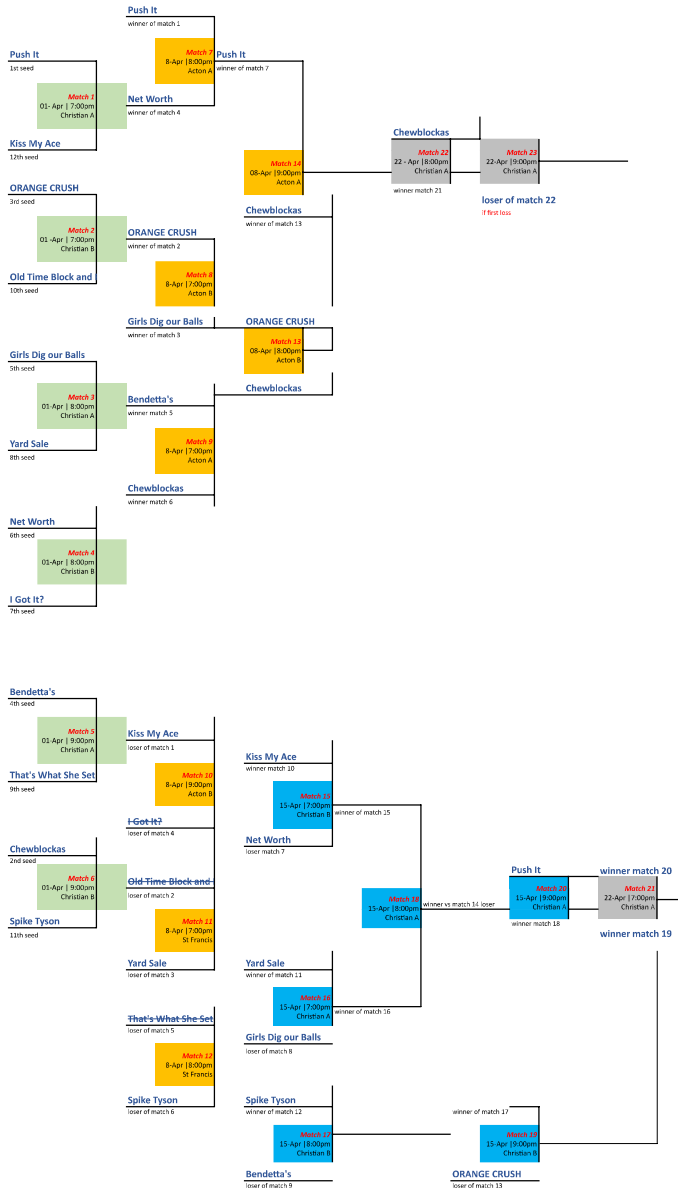 Push It
winner of match 1
Match 7
8-Apr |8:00pm
Acton A
Push It
1st seed
Push It
winner of match 7
Match 1
01- Apr | 7:00pm
Christian A
Net Worth
winner of match 4
Kiss My Ace
12th seed
Chewblockas
Match 22
22 - Apr |8:00pm
Christian A
winner match 21
Match 23
22-Apr |9:00pm
Christian A
Match 14
08-Apr |9:00pm
Acton A
ORANGE CRUSH
3rd seed
loser of match 22
if first loss
Chewblockas
winner of match 13
Match 2
01 -Apr | 7:00pm
Christian B
ORANGE CRUSH
winner of match 2
Old Time Block and
10th seed
Match 8
8-Apr |7:00pm
Acton B
Girls Dig our Balls
winner of match 3
ORANGE CRUSH
Match 13
08-Apr |8:00pm
Acton B
Girls Dig our Balls
5th seed
Match 3
01-Apr | 8:00pm
Christian A
Chewblockas
Bendetta's
winner match 5
Yard Sale
8th seed
Match 9
8-Apr |7:00pm
Acton A
Chewblockas
winner match 6
Net Worth
6th seed
Match 4
01-Apr | 8:00pm
Christian B
I Got It?
7th seed
Bendetta's
4th seed
Match 5
01-Apr | 9:00pm
Christian A
Kiss My Ace
loser of match 1
That's What She Set
9th seed
Match 10
8-Apr |9:00pm
Acton B
Kiss My Ace
winner match 10
Match 15
15-Apr |7:00pm
Christian B
winner of match 15
I Got It?
loser of match 4
Net Worth
loser match 7
Chewblockas
2nd seed
Match 6
01-Apr | 9:00pm
Christian B
Old Time Block and
loser of match 2
Spike Tyson
11th seed
Match 11
8-Apr |7:00pm
St Francis
Match 18
15-Apr |8:00pm
Christian A
winner vs match 14 loser
Push It
Match 20
15-Apr |9:00pm
Christian A
winner match 18
winner match 20
Match 21
22-Apr |7:00pm
Christian A
winner match 19
Yard Sale
loser of match 3
Yard Sale
winner of match 11
Match 16
15-Apr |7:00pm
Christian A
winner of match 16
That's What She Set
loser of match 5
Girls Dig our Balls
loser of match 8
Match 12
8-Apr |8:00pm
St Francis
Spike Tyson
loser of match 6
Spike Tyson
winner of match 12
Match 17
15-Apr |8:00pm
Christian B
winner of match 17
Match 19
15-Apr |9:00pm
Christian B
Bendetta's
loser of match 9
ORANGE CRUSH
loser of match 13